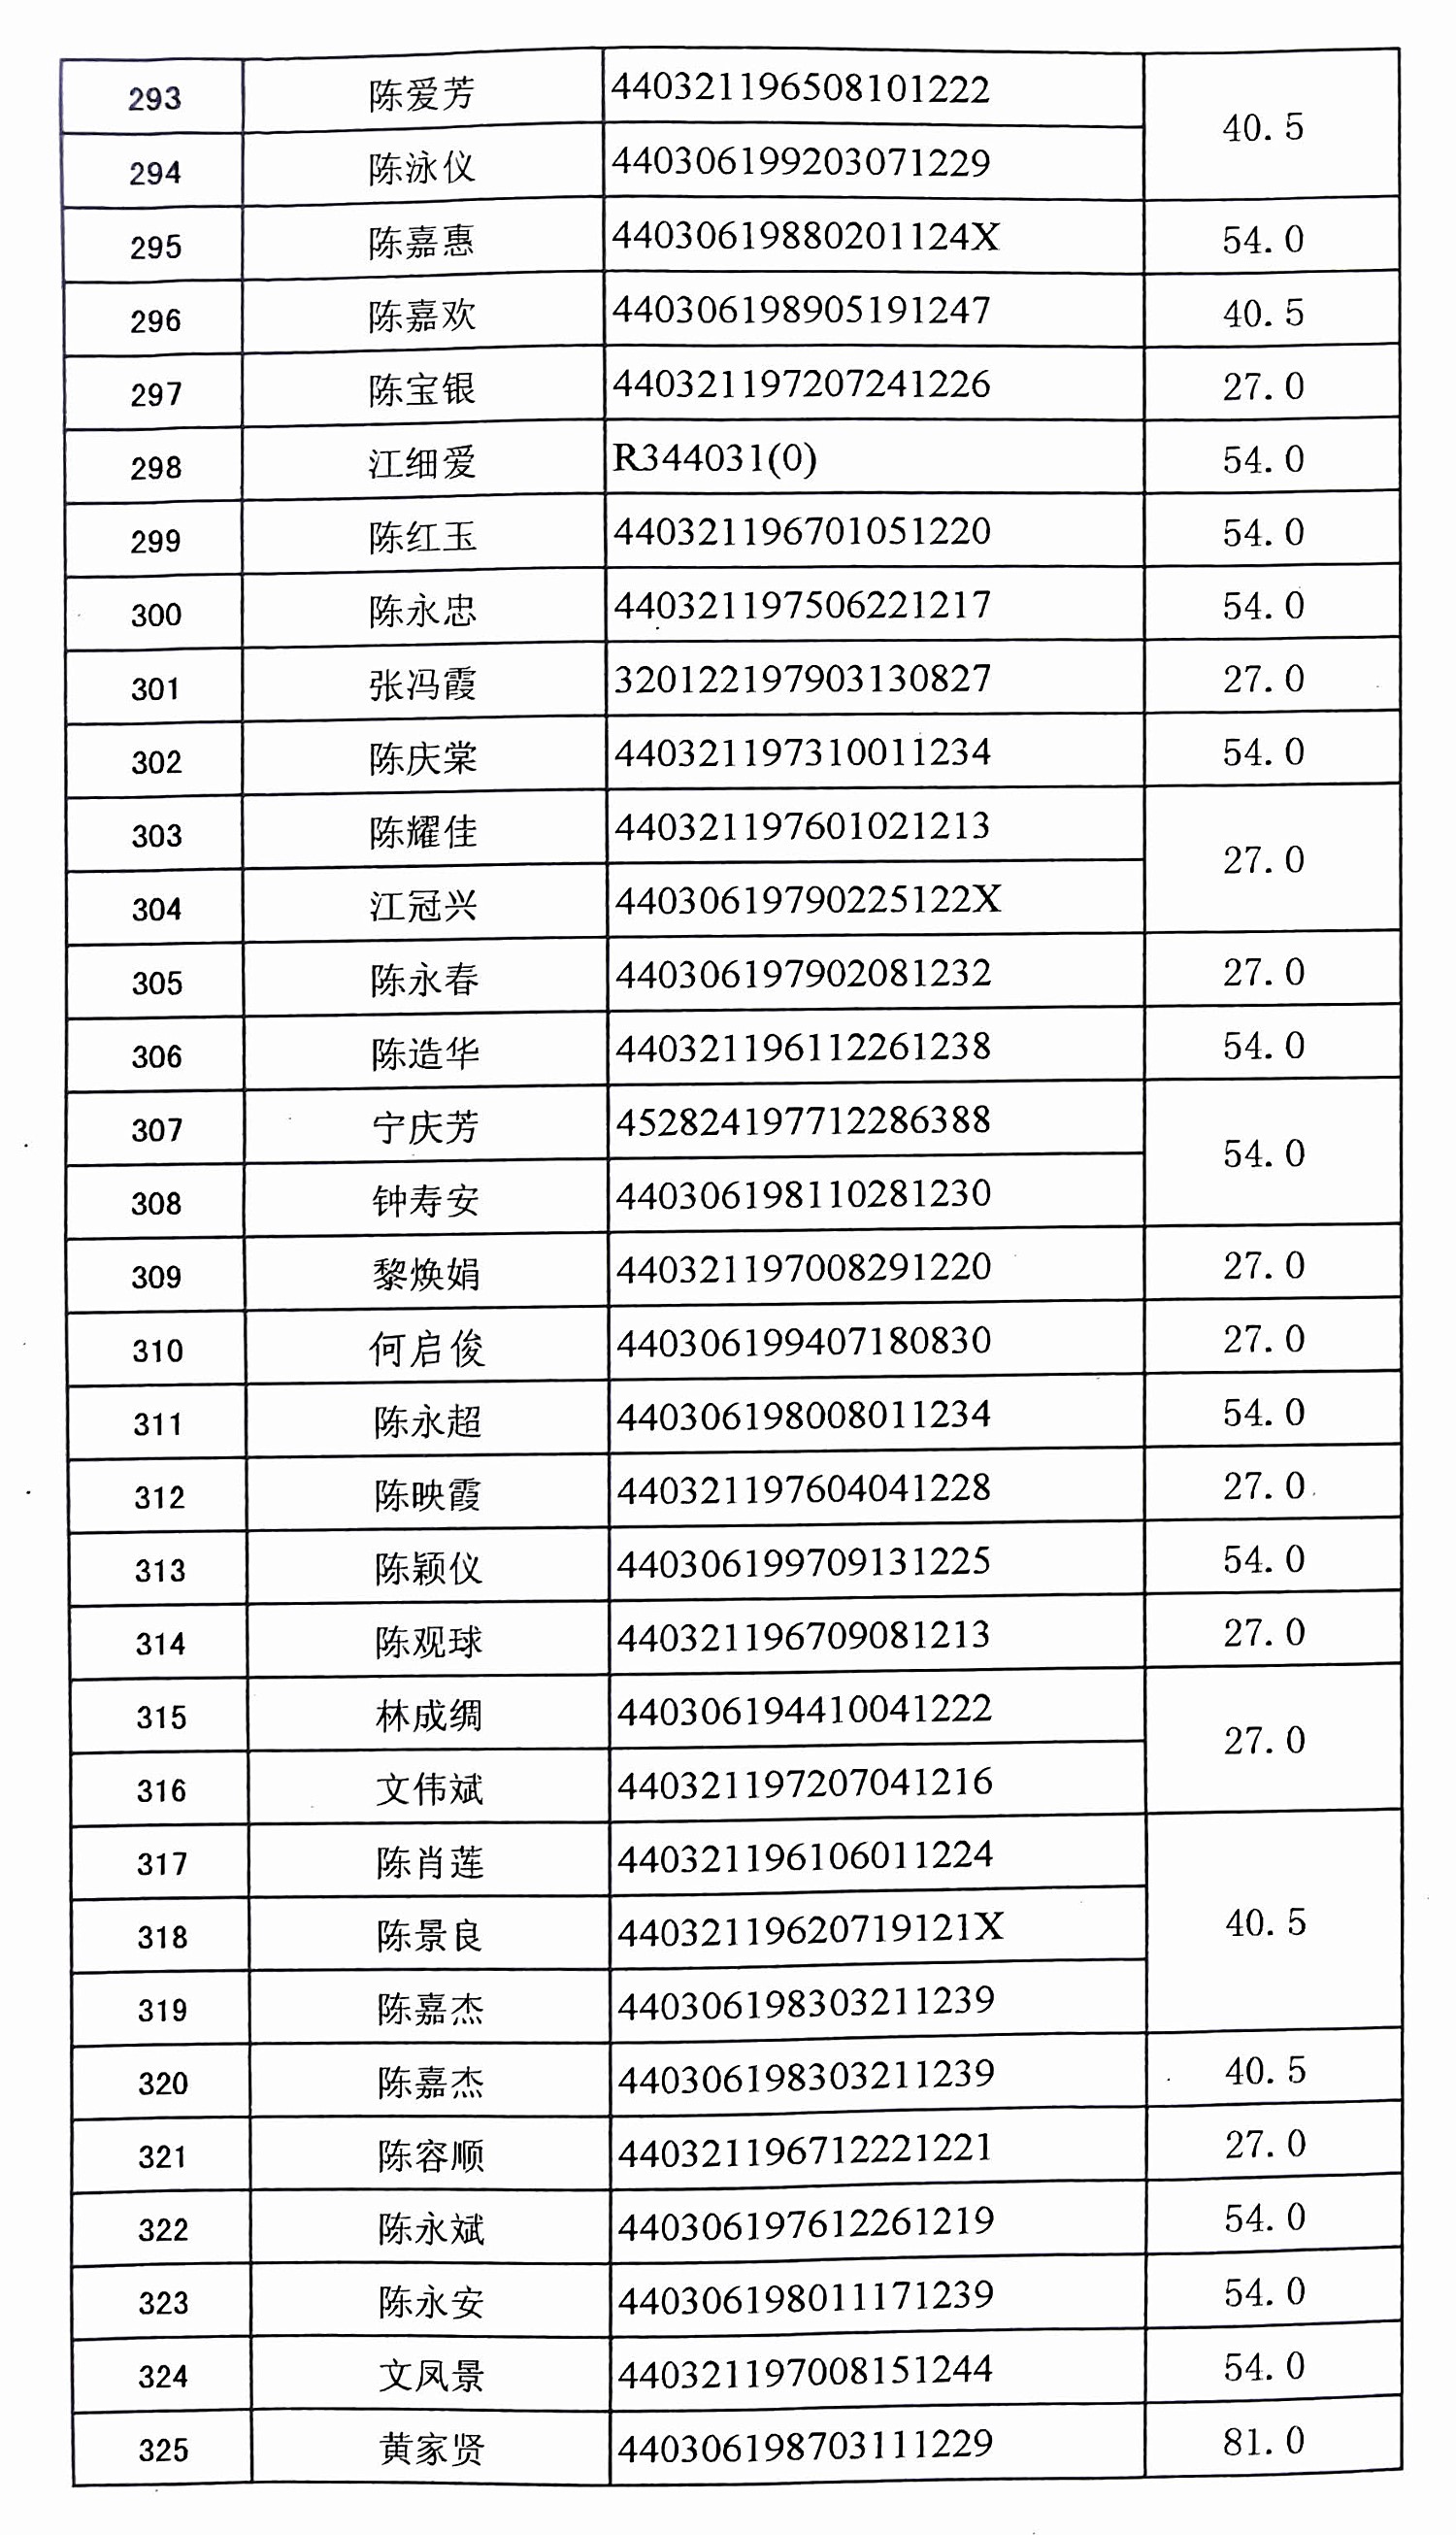 293 陈爱芳 440321196508101222 40.5
294 陈泳仪 440306199203071229
295 陈嘉惠 44030619880201124X 54.0
296 陈嘉欢 440306198905191247 40.5
297 陈宝银 440321197207241226 27.0
298 江细爱 R344031(0) 54.0
299 陈红玉 440321196701051220 54.0
300 陈永忠 440321197506221217 54.0
301 张冯霞 320122197903130827 27.0
302 陈庆棠 440321197310011234 54.0
303 陈耀佳 440321197601021213 27.0
304 江冠兴 44030619790225122X
305 陈永春 440306197902081232 27.0
306 陈造华 440321196112261238 54.0
307 宁庆芳 452824197712286388 54.0
308 钟寿安 440306198110281230
309 黎焕娟 440321197008291220 27.0
310 何启俊 440306199407180830 27.0
311 陈永超 440306198008011234 54.0
312 陈映霞 440321197604041228 27.0
313 陈颖仪 440306199709131225 54.0
314 陈观球 440321196709081213 27.0
315 林成绸 440306194410041222 27.0
316 文伟斌 440321197207041216
317 陈肖莲 440321196106011224 40.5
318 陈景良 44032119620719121X
319 陈嘉杰 440306198303211239
320 陈嘉杰 440306198303211239 40.5
321 陈容顺 440321196712221221 27.0
322 陈永斌 440306197612261219 54.0
323 陈永安 440306198011171239 54.0
324 文凤景 440321197008151244 54.0
325 黄家贤 440306198703111229 81.0